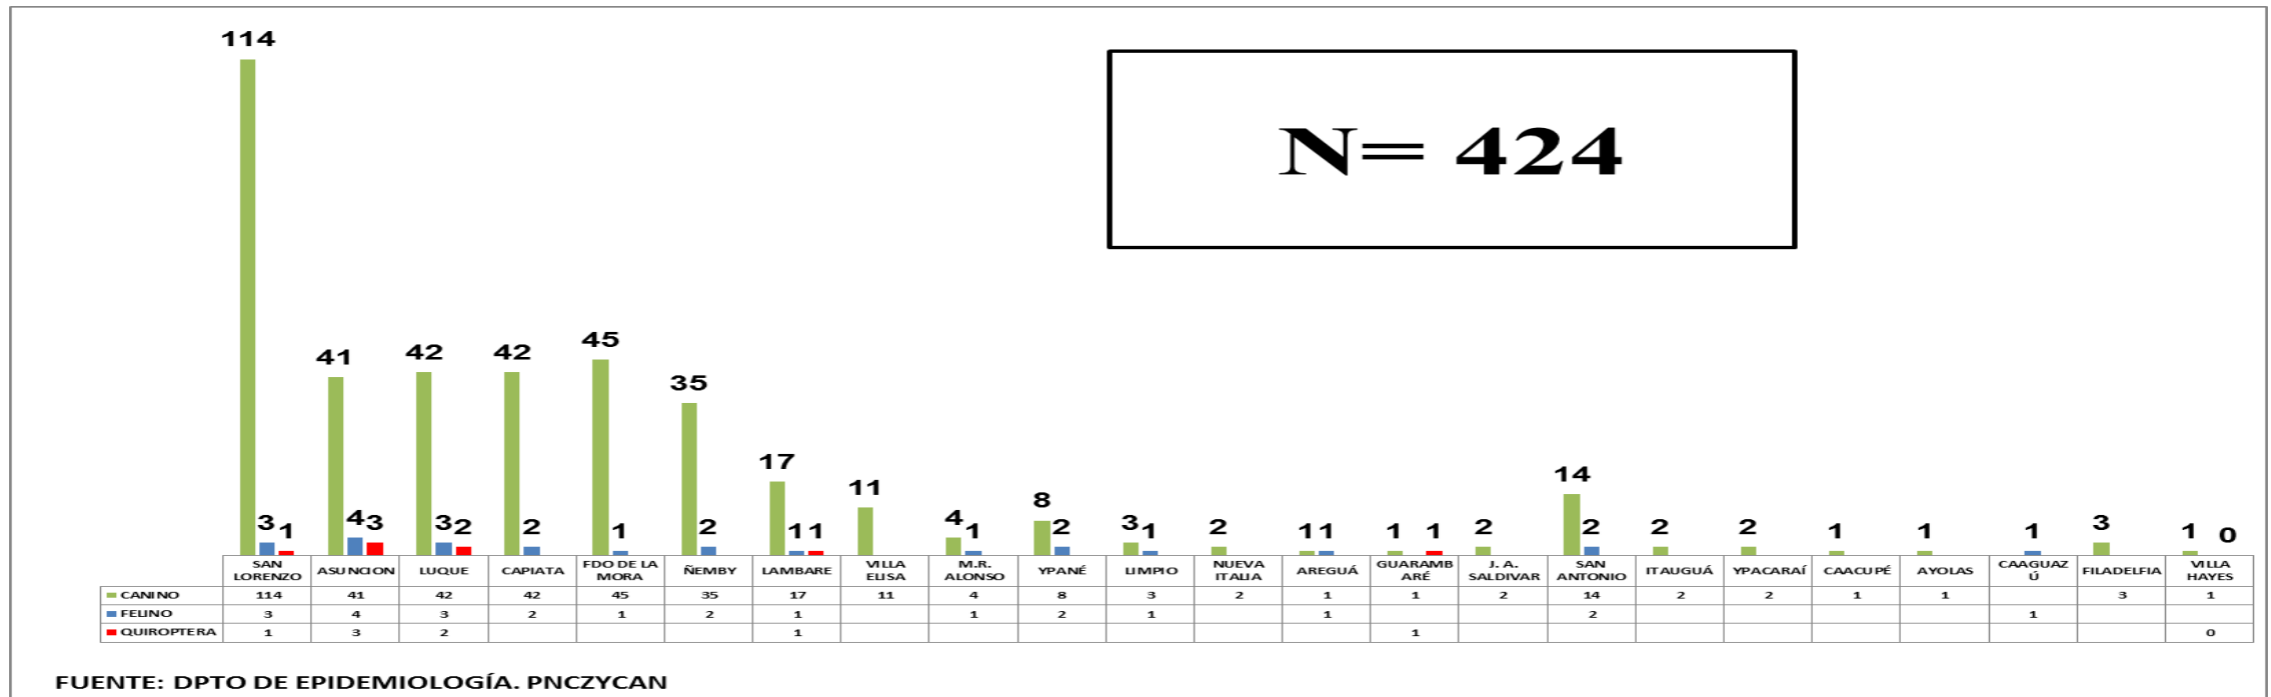 114
N= 424
41 42 42 45 35 17 11 4 8 3 2 1 1 2 14 2 2 1 1 1 3 1
3 1 4 3 3 2 2 1 2 1 1 1 2 1 1 1 2 0
SAN LORENZO ASUNCION LUQUE CAPIATA FDO DE LA MORA ÑEMBY LAMBARE VILLA ELISA M.R. ALONSO YPANÉ LIMPIO NUEVA ITALIA AREGUÁ GUARAMBARÉ J. A. SALDIVAR SAN ANTONIO ITAUGUÁ YPACARAÍ CAACUPÉ AYOLAS CAAGUAZÚ FILADELFIA VILLA HAYES
CANINO 114 41 42 42 45 35 17 11 4 8 3 2 1 1 2 14 2 2 1 1 3 1
FELINO 3 4 3 2 1 2 1 1 2 1 1 2 1
QUIROPTERA 1 3 2 1 1 0
FUENTE: DPTO DE EPIDEMIOLOGÍA. PNCZYCAN